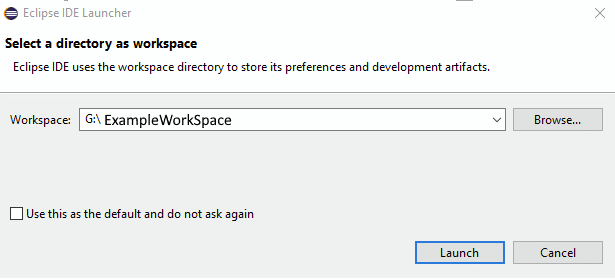 Eclipse IDE Launcher
Select a directory as workspace
Eclipse IDE uses the workspace directory to store its preferences and development artifacts.
Workspace: G:\ ExampleWorkSpace Browse...
Use this as the default and do not ask again
Launch Cancel